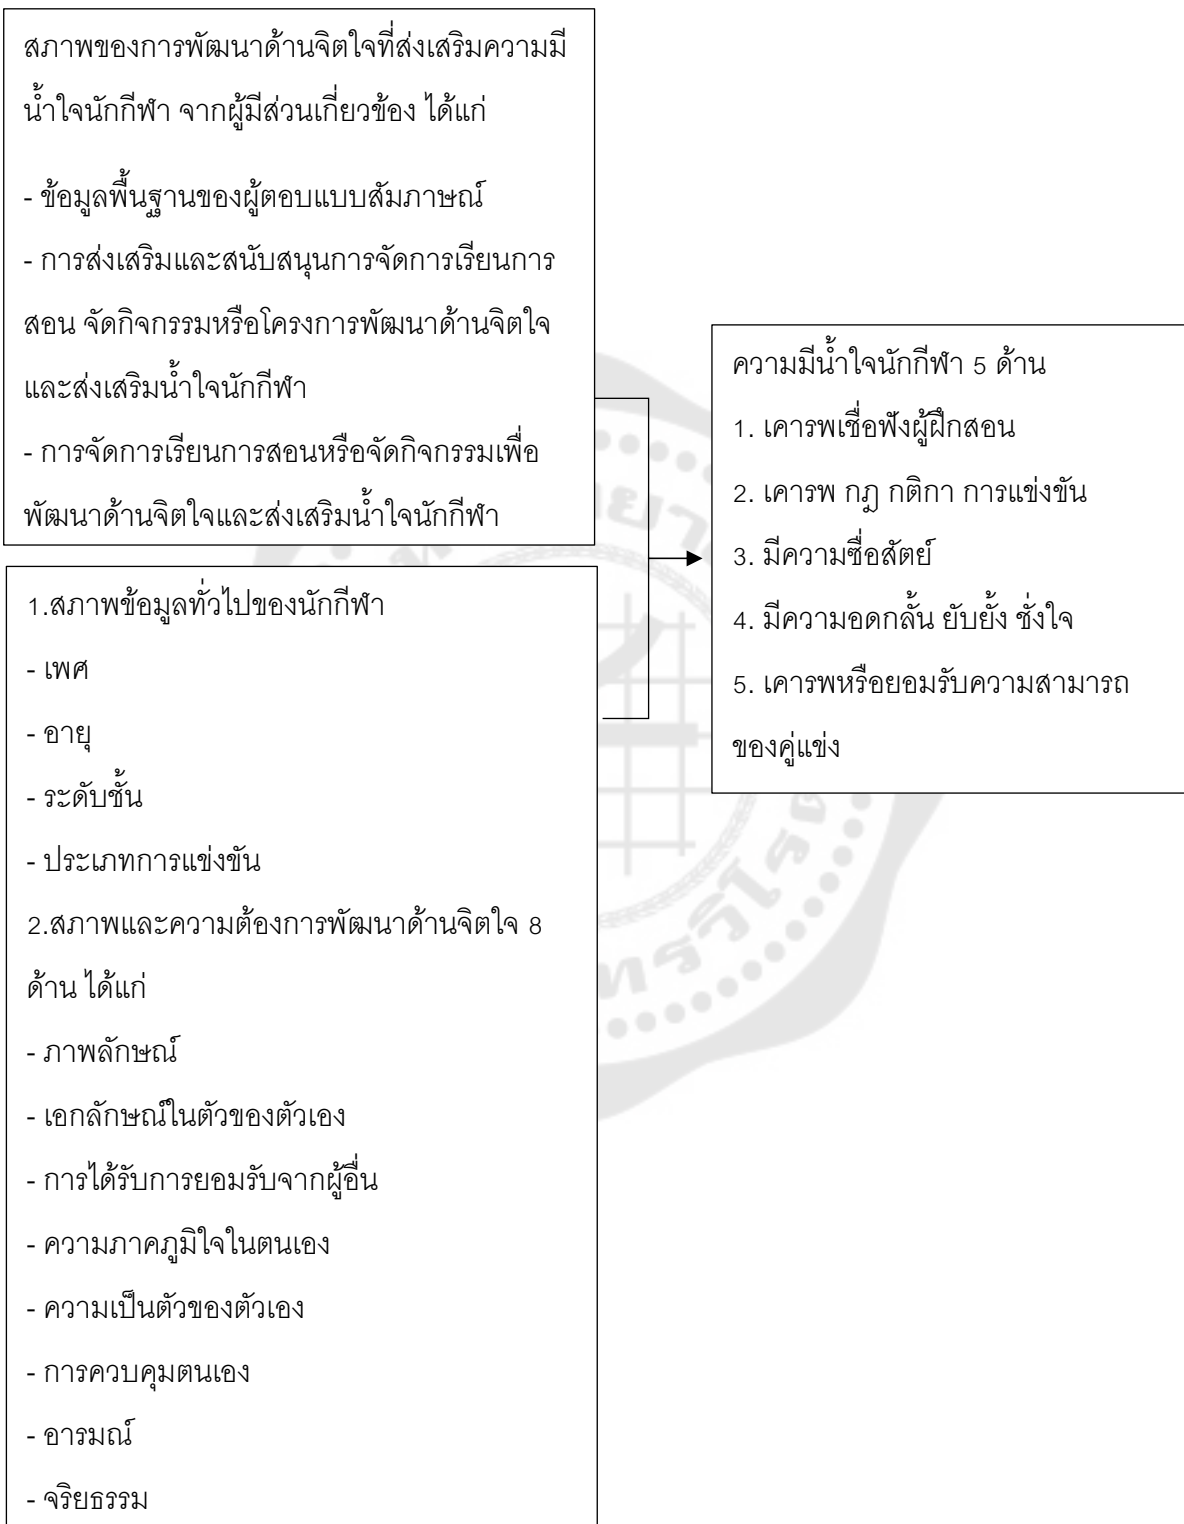 สภาพของการพัฒนาด้านจิตใจที่ส่งเสริมความมี
น้ำใจนักกีฬา จากผู้มีส่วนเกี่ยวข้อง ได้แก่
- ข้อมูลพื้นฐานของผู้ตอบแบบสัมภาษณ์
- การส่งเสริมและสนับสนุนการจัดการเรียนการ
สอน จัดกิจกรรมหรือโครงการพัฒนาด้านจิตใจ
และส่งเสริมน้ำใจนักกีฬา
- การจัดการเรียนการสอนหรือจัดกิจกรรมเพื่อ
พัฒนาด้านจิตใจและส่งเสริมน้ำใจนักกีฬา
1.สภาพข้อมูลทั่วไปของนักกีฬา
- เพศ
- อายุ
- ระดับชั้น
- ประเภทการแข่งขัน
2.สภาพและความต้องการพัฒนาด้านจิตใจ 8
ด้าน ได้แก่
- ภาพลักษณ์
- เอกลักษณ์ในตัวของตัวเอง
- การได้รับการยอมรับจากผู้อื่น
- ความภาคภูมิใจในตนเอง
- ความเป็นตัวของตัวเอง
- การควบคุมตนเอง
- อารมณ์
- จริยธรรม
ความมีน้ำใจนักกีฬา 5 ด้าน
1. เคารพเชื่อฟังผู้ฝึกสอน
2. เคารพ กฎ กติกา การแข่งขัน
3. มีความซื่อสัตย์
4. มีความอดกลั้น ยับยั้ง ชั่งใจ
5. เคารพหรือยอมรับความสามารถ
ของคู่แข่ง